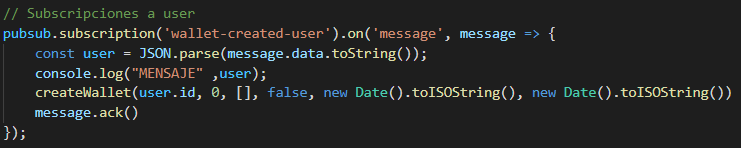 // Subscripciones a user
pubsub.subscription('wallet-created-user').on('message', message => {
    const user = JSON.parse(message.data.toString());
    console.log("MENSAJE" ,user);
    createWallet(user.id, 0, [], false, new Date().toISOString(), new Date().toISOString())
    message.ack()
});